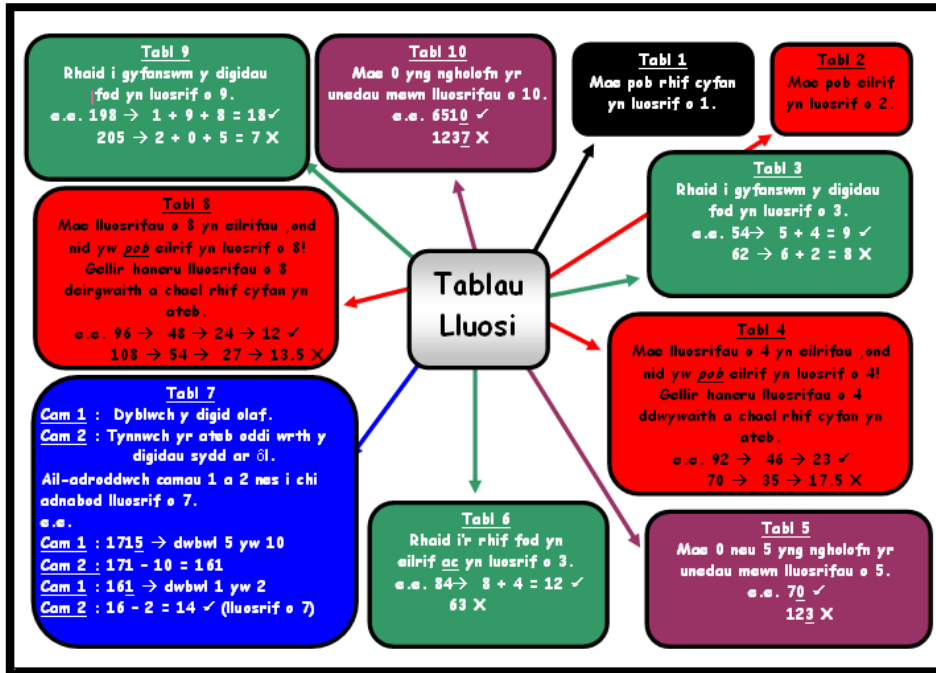 Tabl 9
Rhaid i gyfanswm y digidau
fod yn luosrif o 9.
e.e. 198 → 1 + 9 + 8 = 18✓
205 → 2 + 0 + 5 = 7 X
Tabl 10
Mae 0 yng ngholofn yr
unedau mewn lluosrifau o 10.
e.e. 6510 ✓
1237 X
Tabl 1
Mae pob rhif cyfan
yn luosrif o 1.
Tabl 2
Mae pob eilrif
yn luosrif o 2.
Tabl 3
Rhaid i gyfanswm y digidau
fod yn luosrif o 3.
e.e. 54→ 5 + 4 = 9 ✓
62 → 6 + 2 = 8 X
Tabl 8
Mae lluosrifau o 8 yn eilrifau ,ond
nid yw pob eilrif yn luosrif o 8!
Gellir haneru lluosrifau o 8
deirgwaith a chael rhif cyfan yn
ateb.
e.e. 96 → 48 → 24 → 12 ✓
108 → 54 → 27 → 13.5 X
Tablau
Lluosi
Tabl 4
Mae lluosrifau o 4 yn eilrifau ,ond
nid yw pob eilrif yn luosrif o 4!
Gellir haneru lluosrifau o 4
ddwywaith a chael rhif cyfan yn
ateb.
e.e. 92 → 46 → 23 ✓
70 → 35 → 17.5 X
Tabl 7
Cam 1 : Dyblwch y digid olaf.
Cam 2 : Tynnwch yr ateb oddi wrth y
digidau sydd ar ôl.
Ail-adroddwch camau 1 a 2 nes i chi
adnabod lluosrif o 7.
e.e.
Cam 1 : 1715 → dwbwl 5 yw 10
Cam 2 : 171 – 10 = 161
Cam 1 : 161 → dwbwl 1 yw 2
Cam 2 : 16 – 2 = 14 ✓ (lluosrif o 7)
Tabl 6
Rhaid i'r rhif fod yn
eilrif ac yn luosrif o 3.
e.e. 84→ 8 + 4 = 12 ✓
63 X
Tabl 5
Mae 0 neu 5 yng ngholofn yr
unedau mewn lluosrifau o 5.
e.e. 70 ✓
123 X